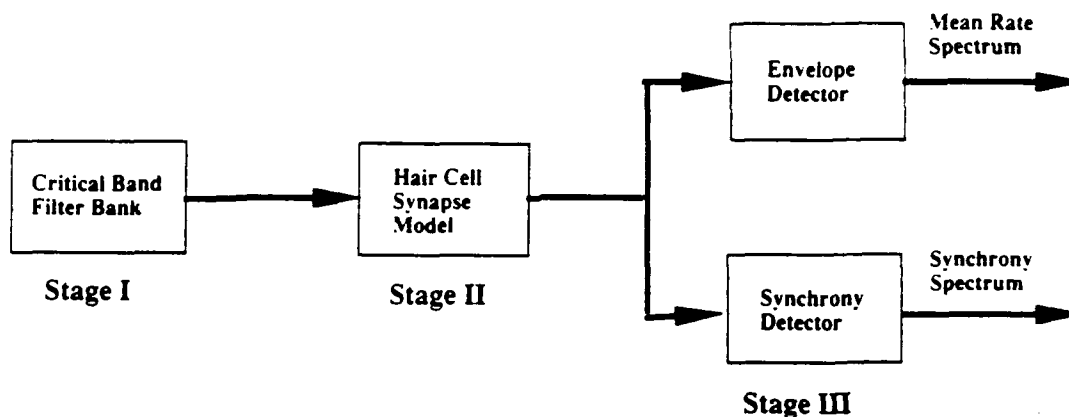 Critical Band
Filter Bank
Stage I
Hair Cell
Synapse
Model
Stage II
Envelope
Detector
Mean Rate
Spectrum
Synchrony
Detector
Synchrony
Spectrum
Stage III